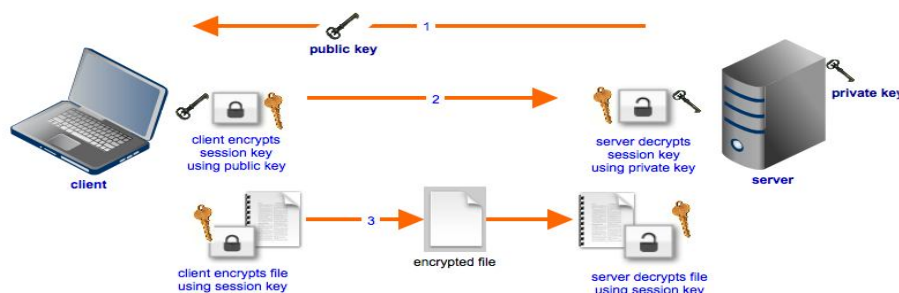 1
public key
private key
2
client encrypts
session key
using public key
server decrypts
session key
using private key
client
server
3
encrypted file
client encrypts file
using session key
server decrypts file
using session key